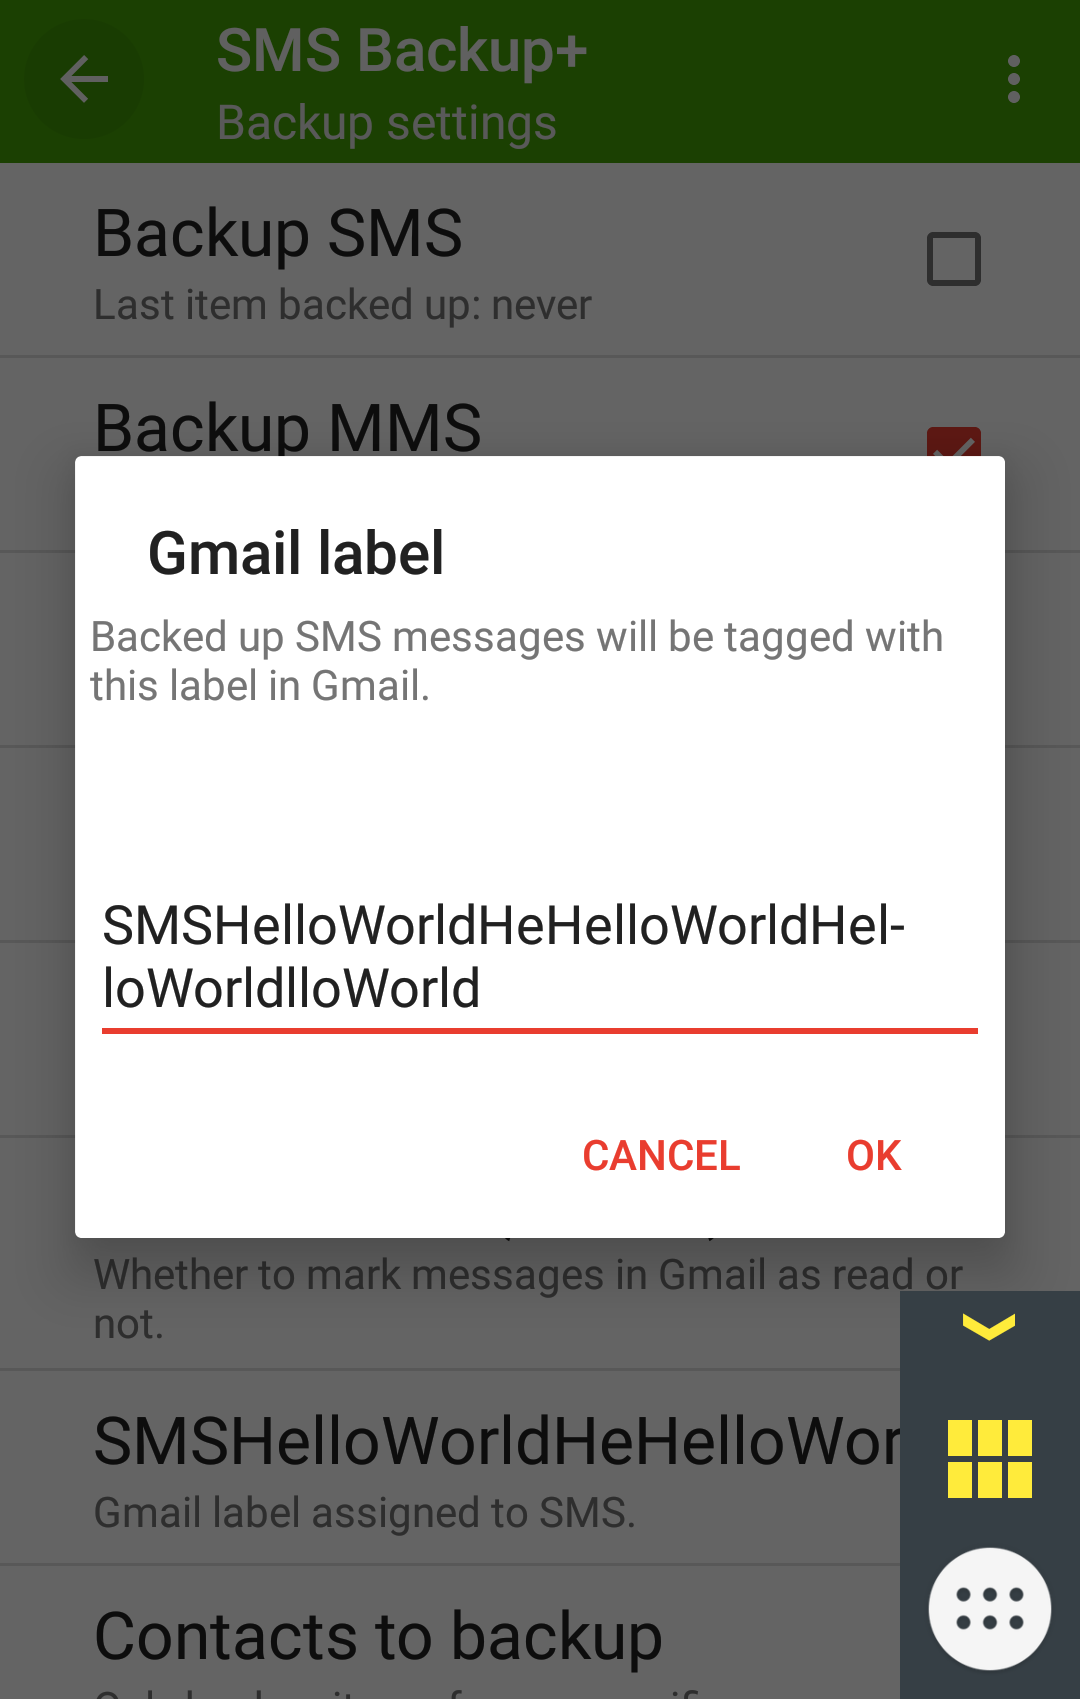 SMS Backup+
Backup settings
Backup SMS
Last item backed up: never
Backup MMS
Gmail label
Backed up SMS messages will be tagged with
this label in Gmail.
SMSHelloWorldHeHelloWorldHel-
loWorldlloWorld
CANCEL
OK
Whether to mark messages in Gmail as read or
not.
SMSHelloWorldHeHelloWor
Gmail label assigned to SMS.
Contacts to backup